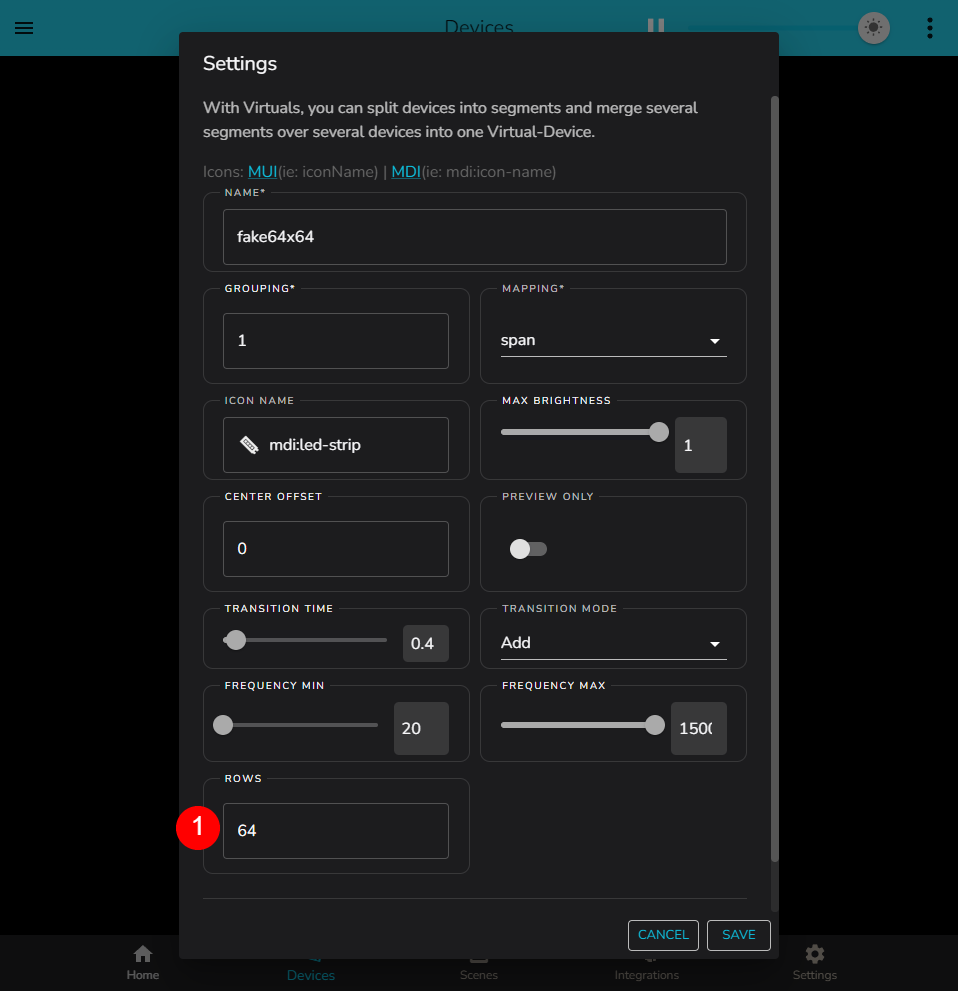 Devices
Settings
With Virtuals, you can split devices into segments and merge several
segments over several devices into one Virtual-Device.
Icons: MUI(ie: iconName) | MDI(ie: mdi:icon-name)
NAME*
fake64x64
GROUPING*
MAPPING*
1
span
ICON NAME
MAX BRIGHTNESS
mdi:led-strip
1
CENTER OFFSET
PREVIEW ONLY
0
TRANSITION TIME
TRANSITION MODE
0.4
Add
FREQUENCY MIN
FREQUENCY MAX
20
1500
ROWS
1
64
CANCEL
SAVE
Home
Devices
Scenes
Integrations
Settings